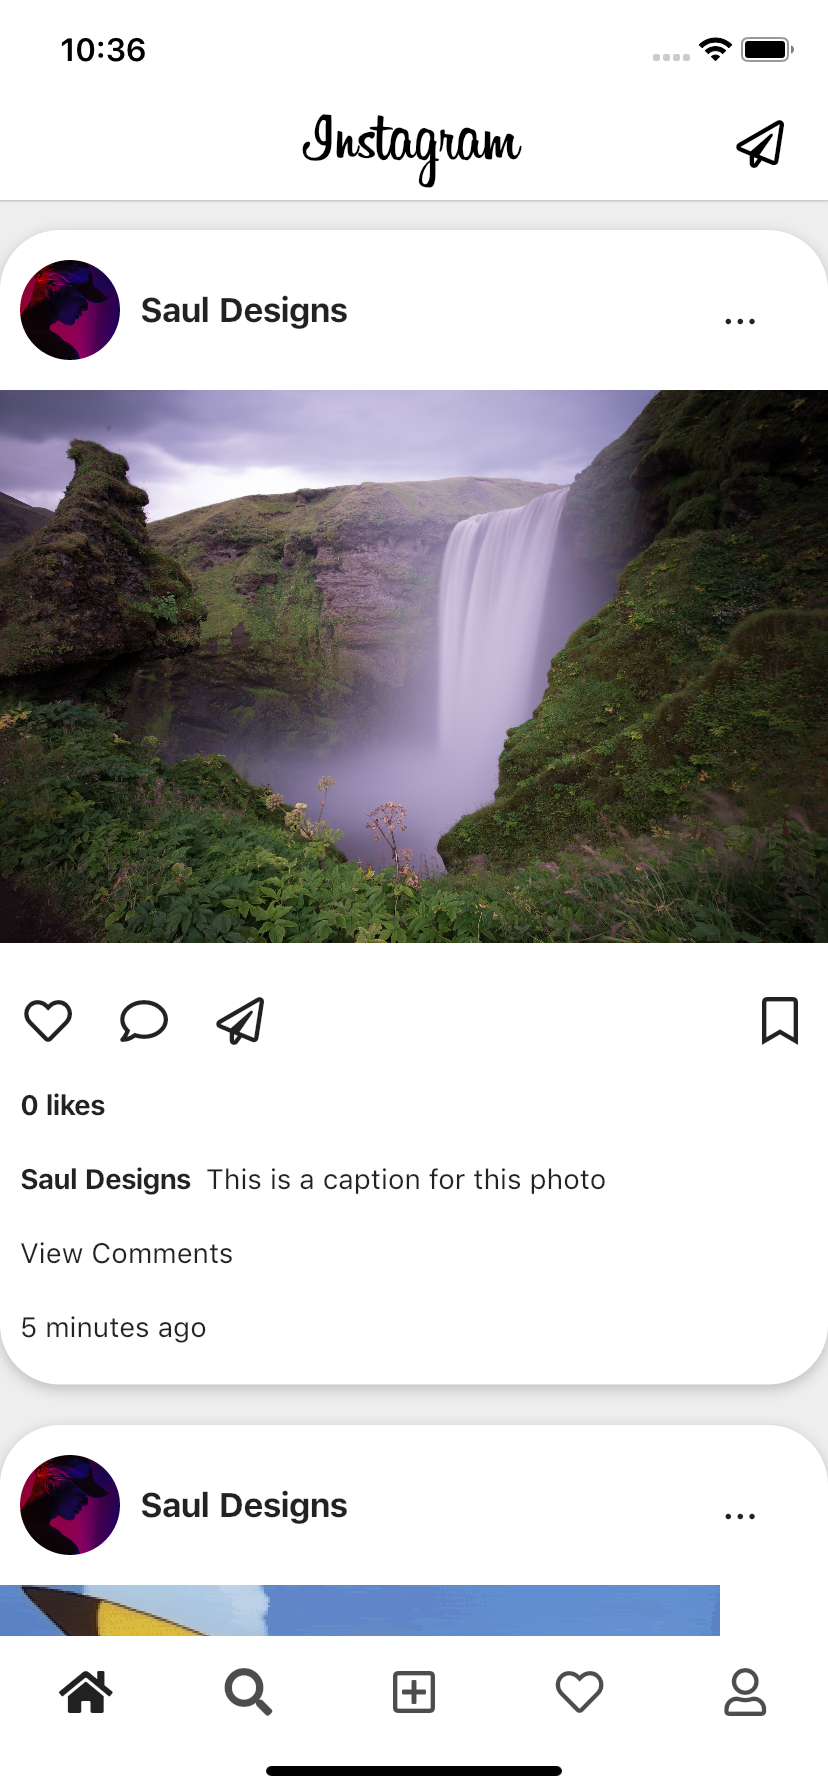 10:36
Instagram
Saul Designs
...
0 likes
Saul Designs This is a caption for this photo
View Comments
5 minutes ago
Saul Designs
...